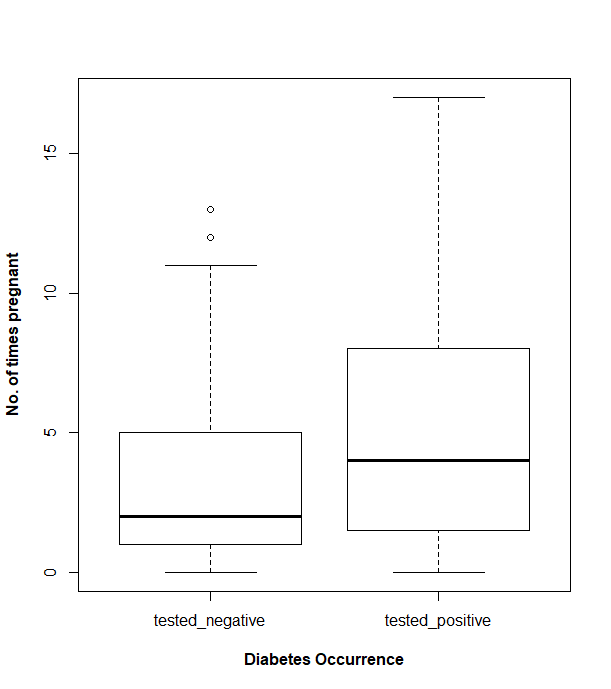 No. of times pregnant
15
10
5
0
tested_negative
tested_positive
Diabetes Occurrence